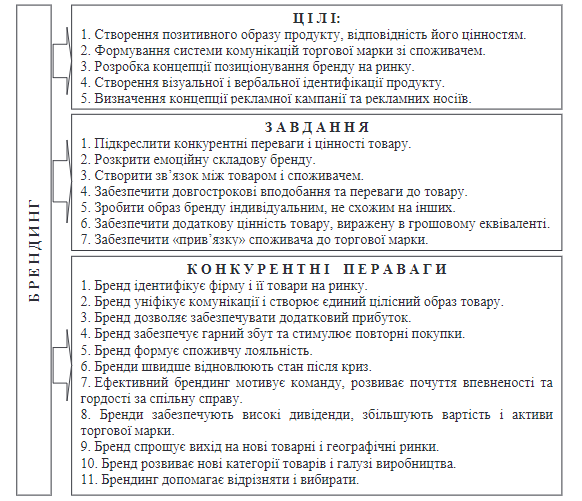 БРЕНДИНГ
ЦІЛІ:
1. Створення позитивного образу продукту, відповідність його цінностям.
2. Формування системи комунікацій торгової марки зі споживачем.
3. Розробка концепції позиціонування бренду на ринку.
4. Створення візуальної і вербальної ідентифікації продукту.
5. Визначення концепції рекламної кампанії та рекламних носіїв.
ЗАВДАННЯ
1. Підкреслити конкурентні переваги і цінності товару.
2. Розкрити емоційну складову бренду.
3. Створити зв’язок між товаром і споживачем.
4. Забезпечити довгострокові вподобання та переваги до товару.
5. Зробити образ бренду індивідуальним, не схожим на інших.
6. Забезпечити додаткову цінність товару, виражену в грошовому еквіваленті.
7. Забезпечити «прив’язку» споживача до торгової марки.
КОНКУРЕНТНІ ПЕРАВАГИ
1. Бренд ідентифікує фірму і її товари на ринку.
2. Бренд уніфікує комунікації і створює єдиний цілісний образ товару.
3. Бренд дозволяє забезпечувати додатковий прибуток.
4. Бренд забезпечує гарний збут та стимулює повторні покупки.
5. Бренд формує споживчу лояльність.
6. Бренди швидше відновлюють стан після криз.
7. Ефективний брендинг мотивує команду, розвиває почуття впевненості та
гордості за спільну справу.
8. Бренди забезпечують високі дивіденди, збільшують вартість і активи
торгової марки.
9. Бренд спрощує вихід на нові товарні і географічні ринки.
10. Бренд розвиває нові категорії товарів і галузі виробництва.
11. Брендинг допомагає відрізняти і вибирати.